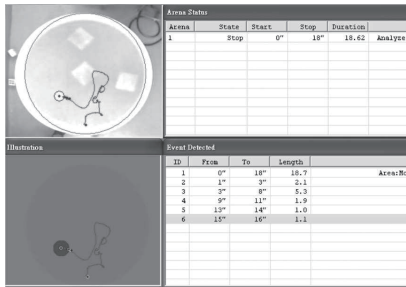 Arena Status
Arena State Start Stop Duration
1 Stop 0" 18" 18.62 Analyze
Illustration
Event Detected
ID From To Length
1 0" 18" 18.7 Area:Mo
2 1" 3" 2.1
3 3" 8" 5.3
4 9" 11" 1.9
5 13" 14" 1.0
6 15" 16" 1.1